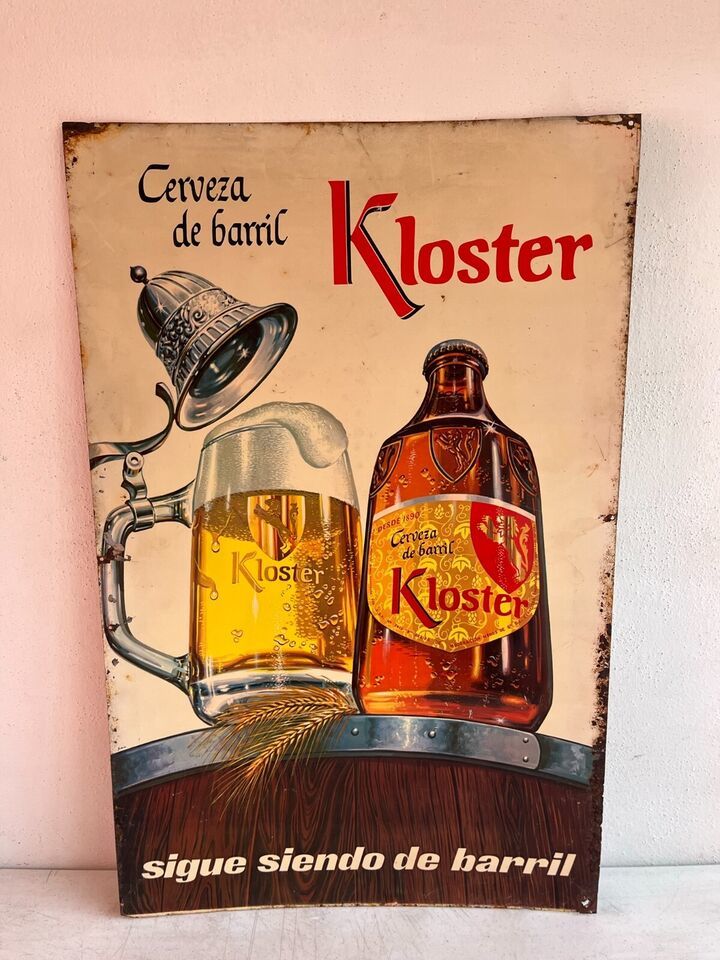 Cerveza
de barril
Kloster
Kloster
DESDE 1890
Cerveza
de barril
Kloster
sigue siendo de barril